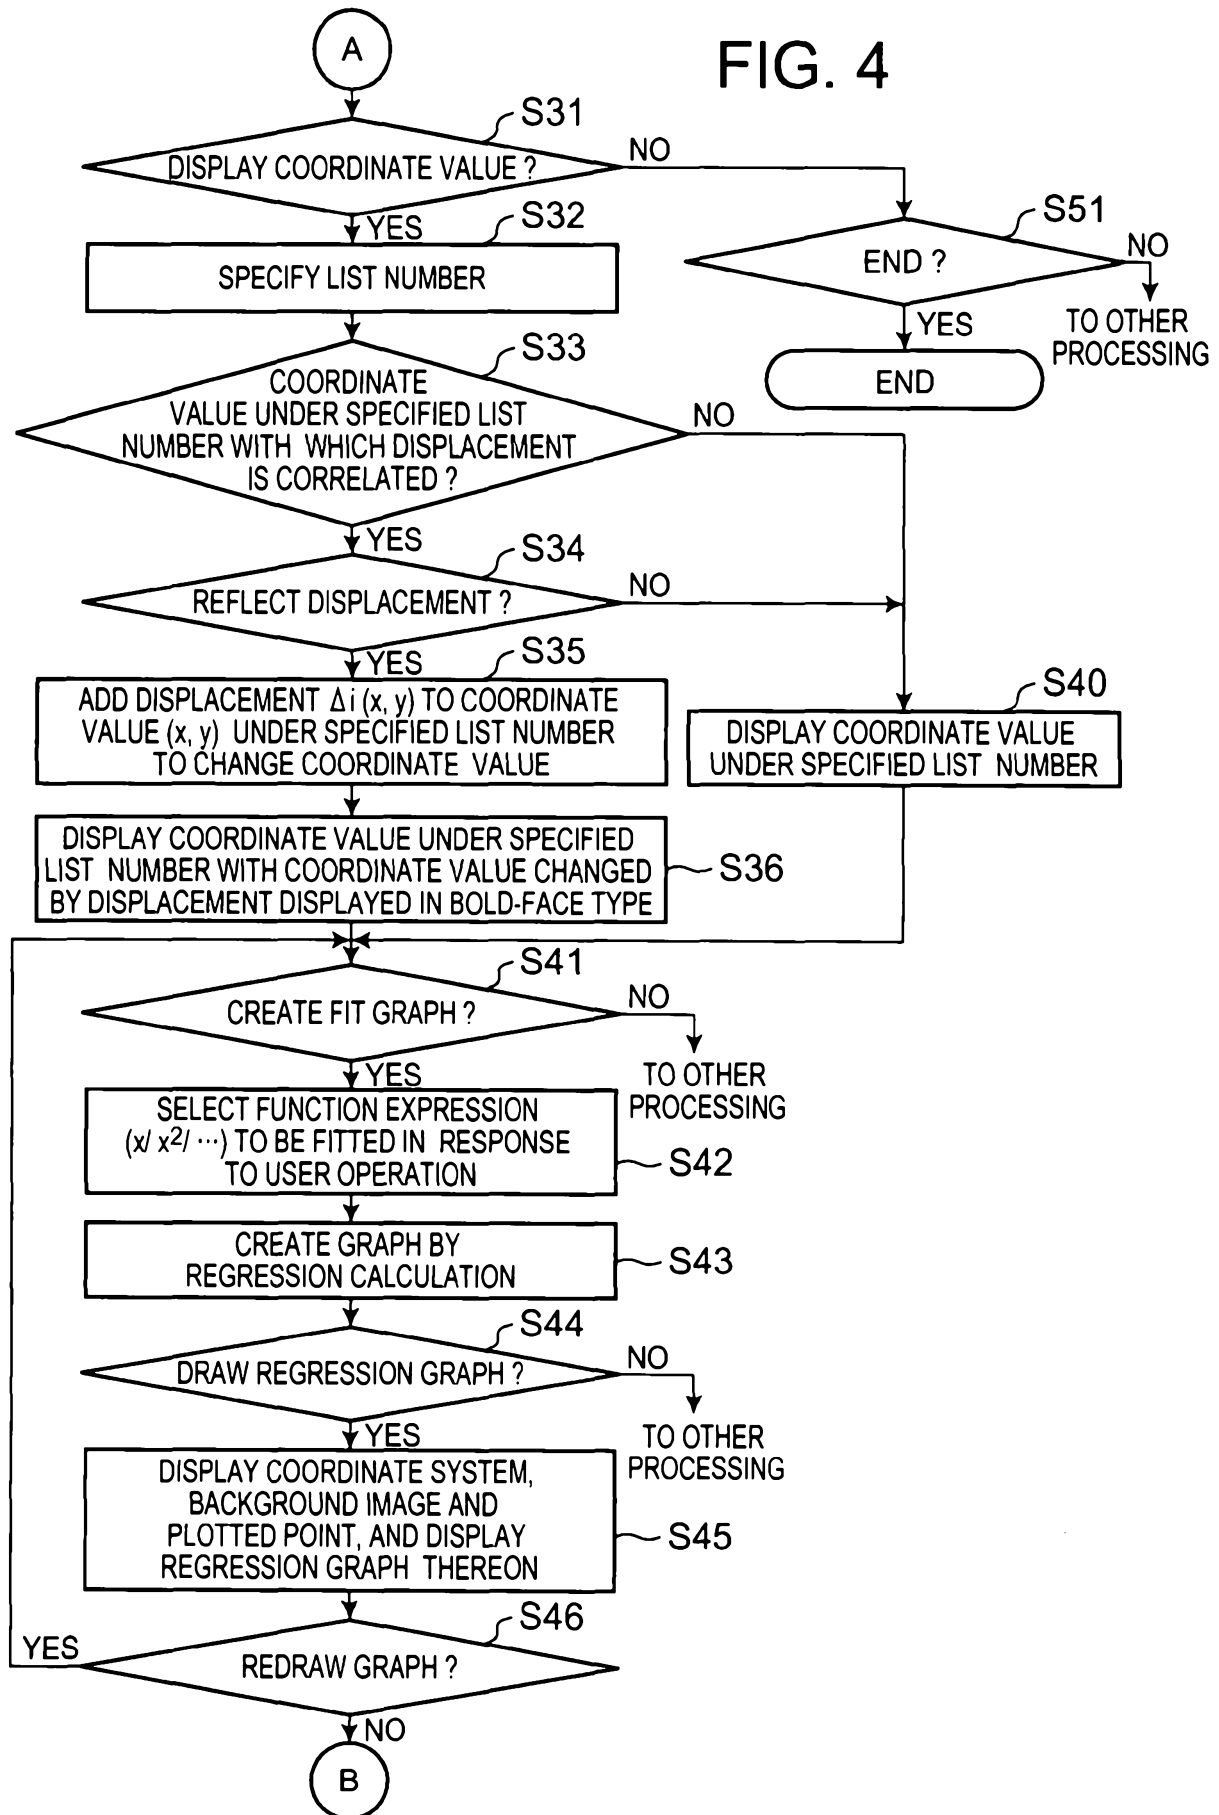 FIG. 4
A
S31
DISPLAY COORDINATE VALUE ?
NO
YES
S32
SPECIFY LIST NUMBER
S51
END ?
NO
TO OTHER
PROCESSING
YES
END
S33
COORDINATE
VALUE UNDER SPECIFIED LIST
NUMBER WITH WHICH DISPLACEMENT
IS CORRELATED ?
NO
YES
S34
REFLECT DISPLACEMENT ?
NO
YES
S35
ADD DISPLACEMENT Δi (x, y) TO COORDINATE
VALUE (x, y) UNDER SPECIFIED LIST NUMBER
TO CHANGE COORDINATE VALUE
S40
DISPLAY COORDINATE VALUE
UNDER SPECIFIED LIST NUMBER
DISPLAY COORDINATE VALUE UNDER SPECIFIED
LIST NUMBER WITH COORDINATE VALUE CHANGED
BY DISPLACEMENT DISPLAYED IN BOLD-FACE TYPE
S36
S41
CREATE FIT GRAPH ?
NO
TO OTHER
PROCESSING
YES
SELECT FUNCTION EXPRESSION
(x/ x²/ ···) TO BE FITTED IN RESPONSE
TO USER OPERATION
S42
CREATE GRAPH BY
REGRESSION CALCULATION
S43
S44
DRAW REGRESSION GRAPH ?
NO
TO OTHER
PROCESSING
YES
DISPLAY COORDINATE SYSTEM,
BACKGROUND IMAGE AND
PLOTTED POINT, AND DISPLAY
REGRESSION GRAPH THEREON
S45
S46
YES
REDRAW GRAPH ?
NO
B